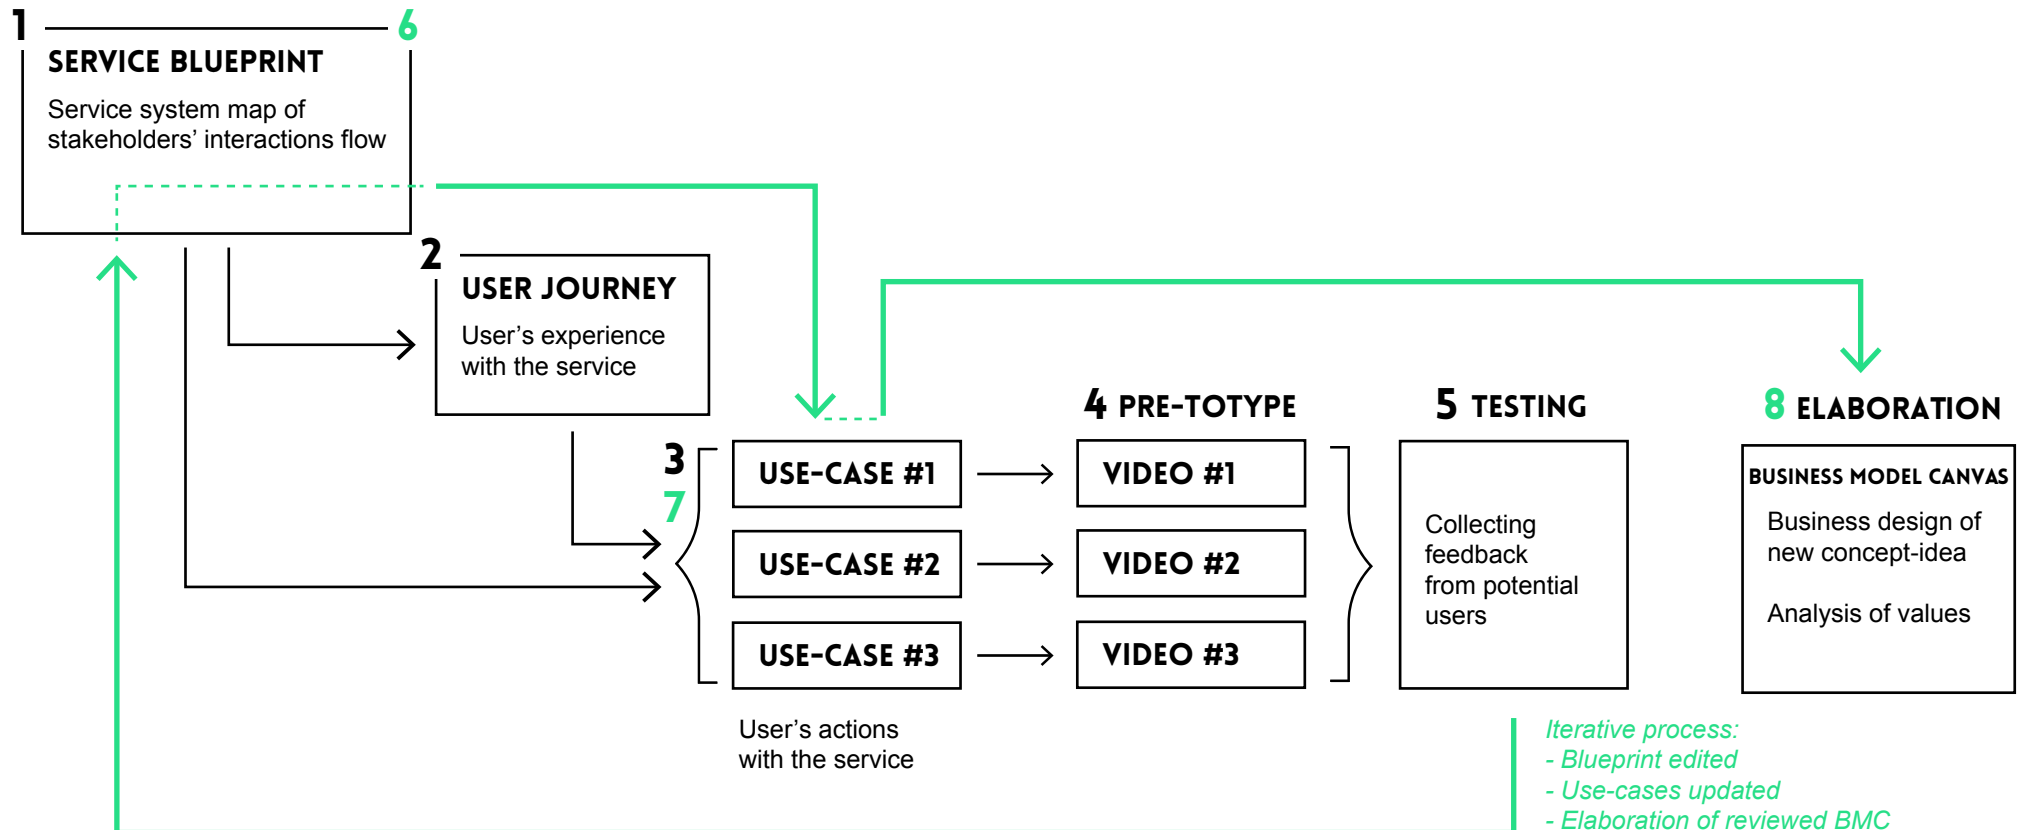 1
6
SERVICE BLUEPRINT
Service system map of
stakeholders’ interactions flow
2
USER JOURNEY
User’s experience
with the service
3
7
USE-CASE #1
USE-CASE #2
USE-CASE #3
User’s actions
with the service
4 PRE-TOTYPE
VIDEO #1
VIDEO #2
VIDEO #3
5 TESTING
Collecting
feedback
from potential
users
8 ELABORATION
BUSINESS MODEL CANVAS
Business design of
new concept-idea
Analysis of values
Iterative process:
- Blueprint edited
- Use-cases updated
- Elaboration of reviewed BMC